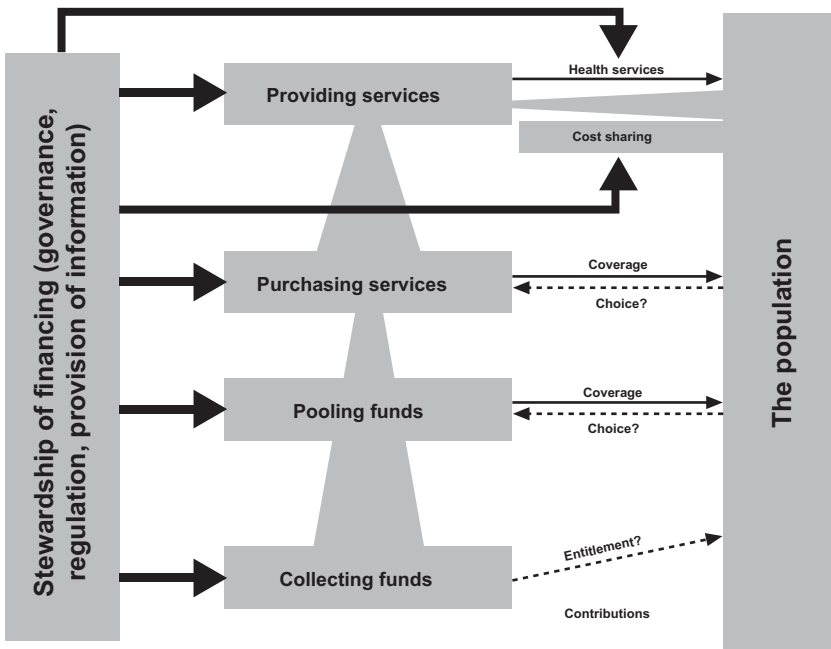 Stewardship of financing (governance,
regulation, provision of information)
Providing services
Health services
Cost sharing
Purchasing services
Coverage
Choice?
Pooling funds
Coverage
Choice?
Collecting funds
Entitlement?
Contributions
The population